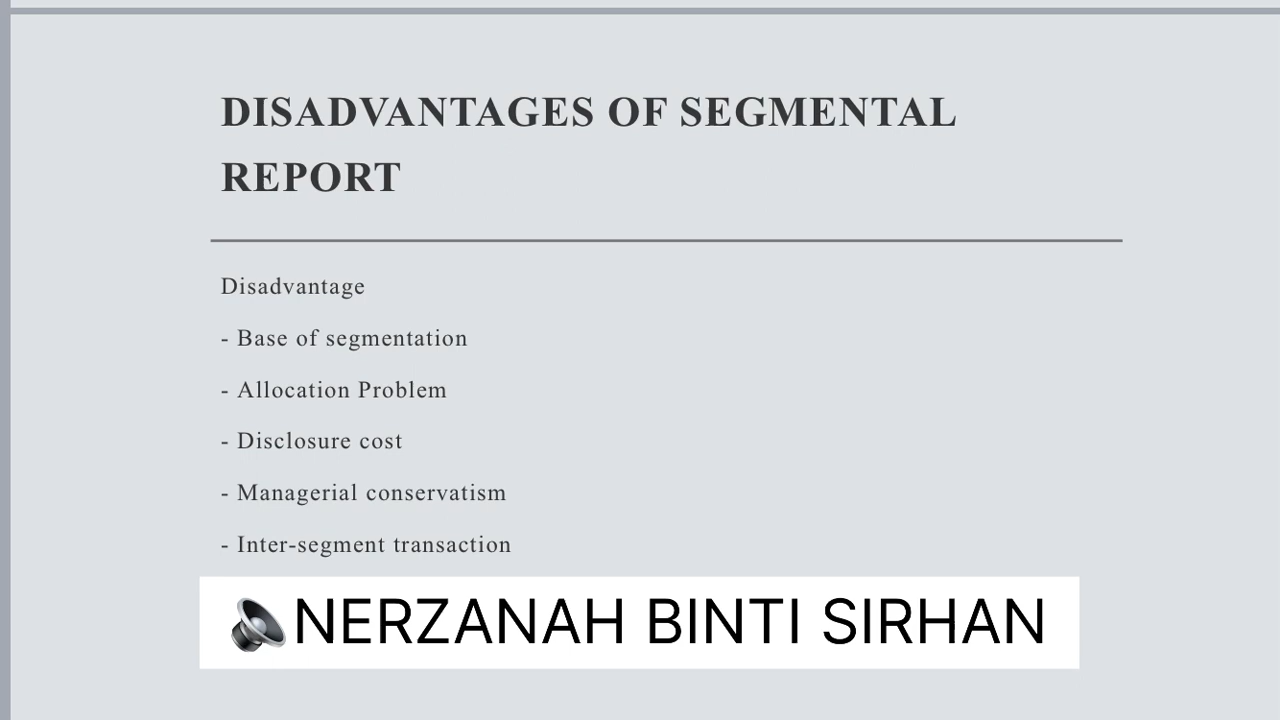 DISADVANTAGES OF SEGMENTAL
REPORT
Disadvantage
- Base of segmentation
- Allocation Problem
- Disclosure cost
- Managerial conservatism
- Inter-segment transaction
🔊NERZANAH BINTI SIRHAN